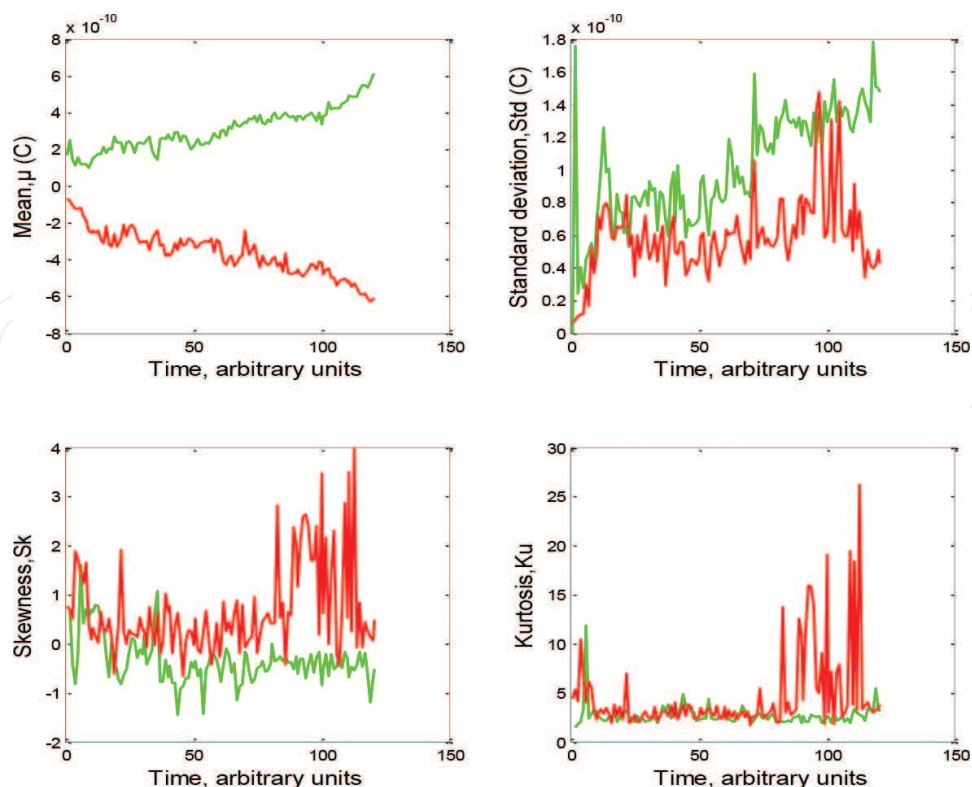 x 10⁻¹⁰
8
6
4
2
0
-2
-4
-6
-8
0 50 100 150
Mean,μ (C)
Time, arbitrary units
x 10⁻¹⁰
1.8
1.6
1.4
1.2
1
0.8
0.6
0.4
0.2
0
0 50 100 150
Standard deviation,Std (C)
Time, arbitrary units
4
3
2
1
0
-1
-2
0 50 100 150
Skewness,Sk
Time, arbitrary units
30
25
20
15
10
5
0
0 50 100 150
Kurtosis,Ku
Time, arbitrary units